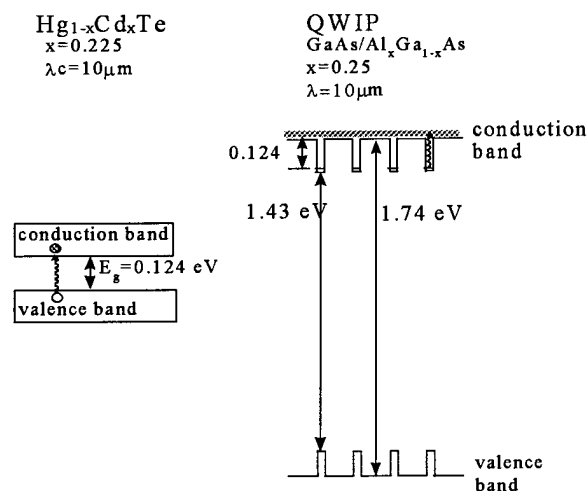 Hg₁₋ₓCdₓTe
x=0.225
λc=10μm
QWIP
GaAs/AlₓGa₁₋ₓAs
x=0.25
λ=10μm
conduction
band
0.124
1.43 eV
1.74 eV
conduction band
E_g=0.124 eV
valence band
valence
band